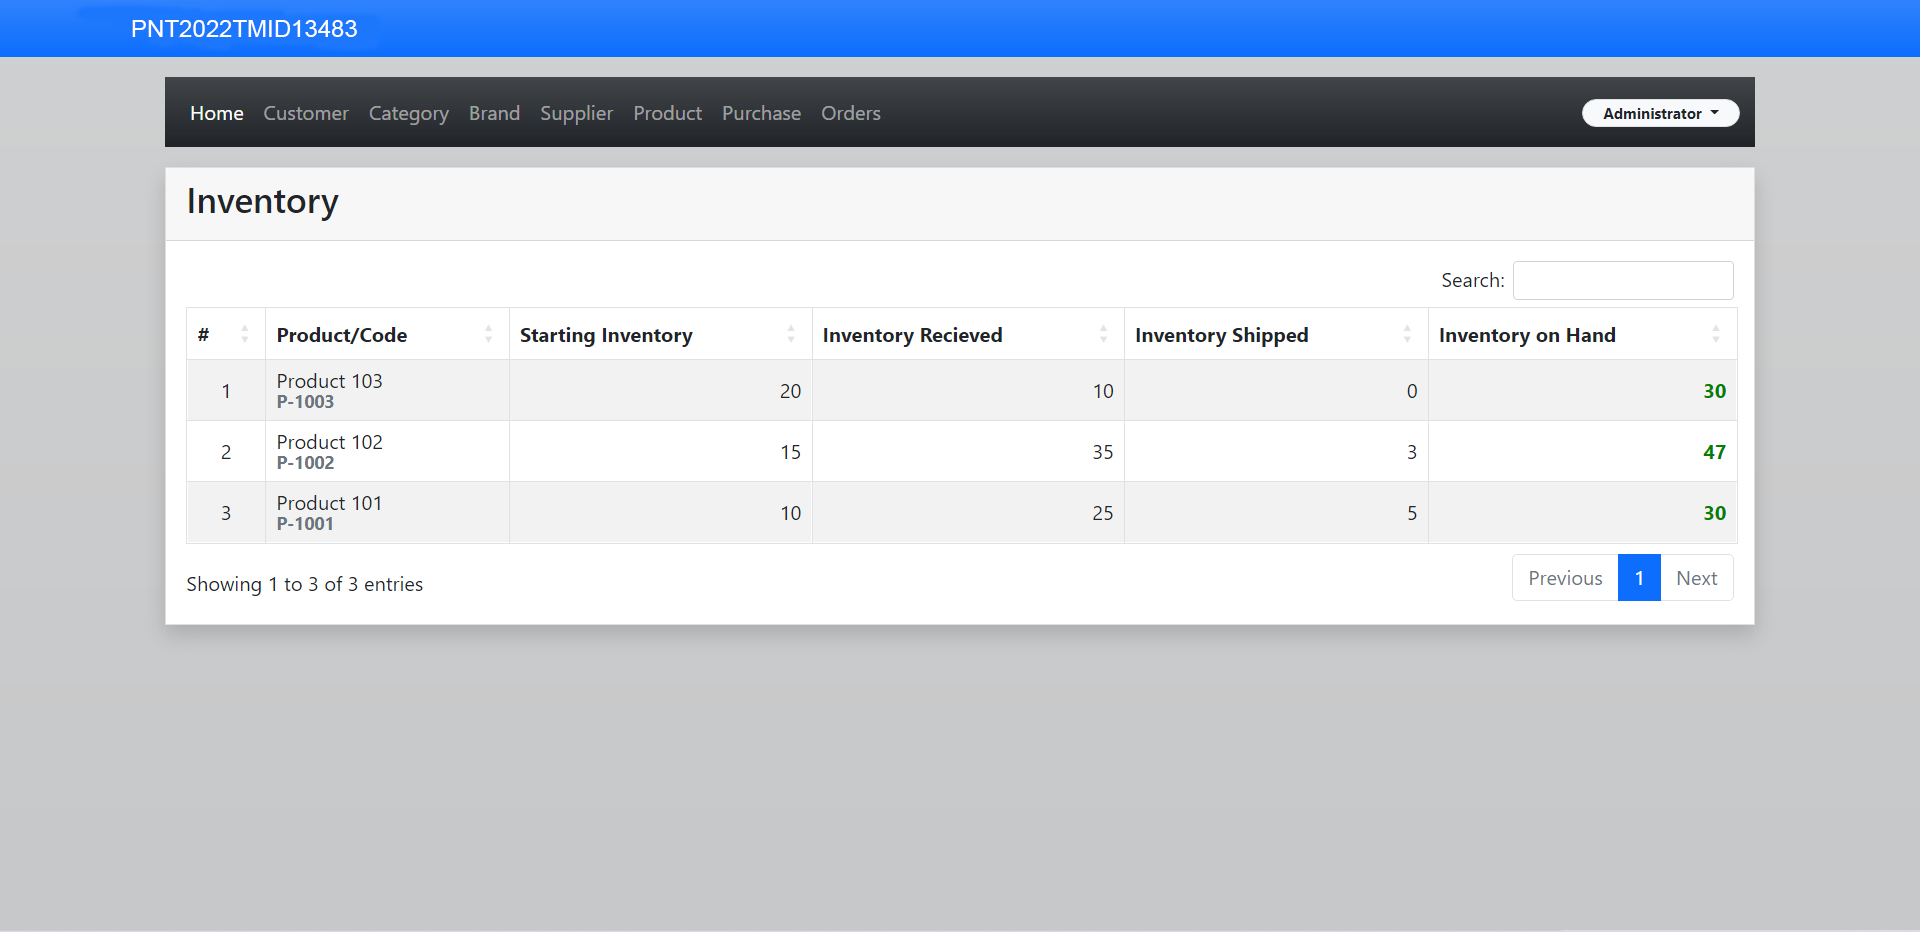 PNT2022TMID13483
Home Customer Category Brand Supplier Product Purchase Orders Administrator
Inventory
Search:
# Product/Code Starting Inventory Inventory Recieved Inventory Shipped Inventory on Hand
1 Product 103 20 10 0 30
P-1003
2 Product 102 15 35 3 47
P-1002
3 Product 101 10 25 5 30
P-1001
Showing 1 to 3 of 3 entries
Previous 1 Next